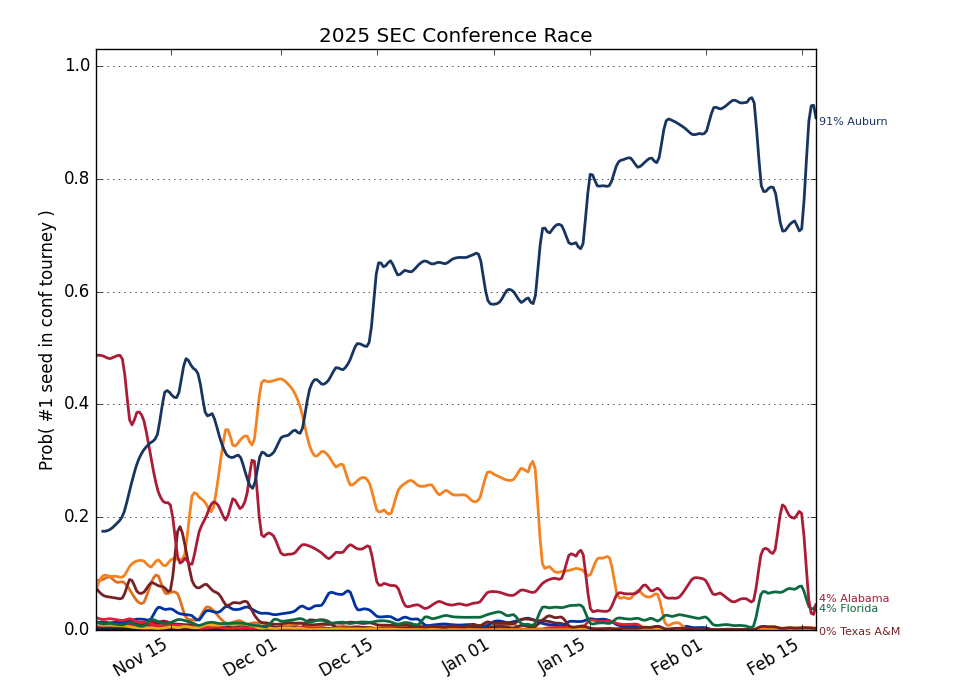 2025 SEC Conference Race
Prob( #1 seed in conf tourney )
1.0
0.8
0.6
0.4
0.2
0.0
91% Auburn
4% Alabama
4% Florida
0% Texas A&M
Nov 15
Dec 01
Dec 15
Jan 01
Jan 15
Feb 01
Feb 15